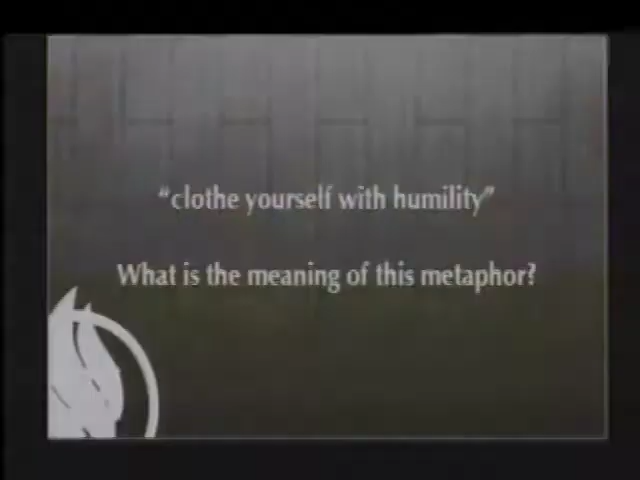 “clothe yourself with humility”
What is the meaning of this metaphor?